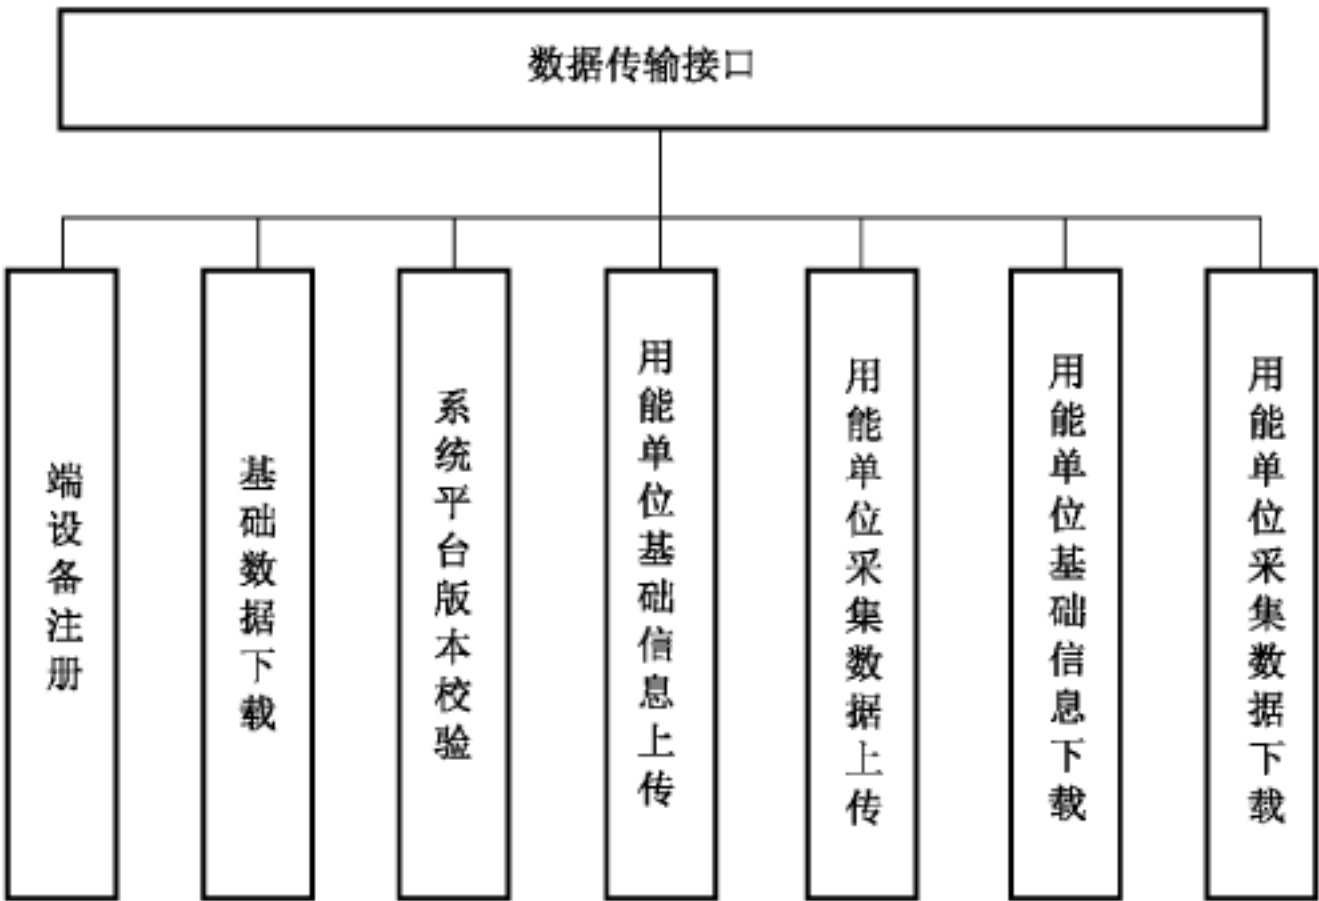 数据传输接口
端设备注册
基础数据下载
系统平台版本校验
用能单位基础信息上传
用能单位采集数据上传
用能单位基础信息下载
用能单位采集数据下载